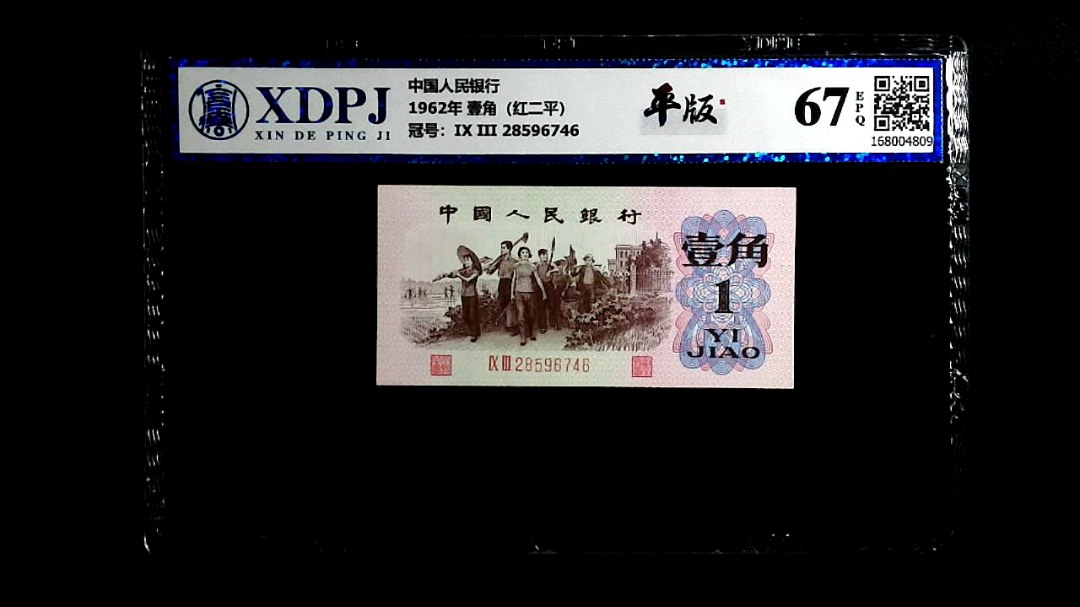 XDPJ
XIN DE PING JI
中国人民银行
1962年 壹角（红二平）
冠号：IX III 28596746
平版
67
EPQ
168004809
中國人民銀行
壹角
1
YI
JIAO
IX III 28596746